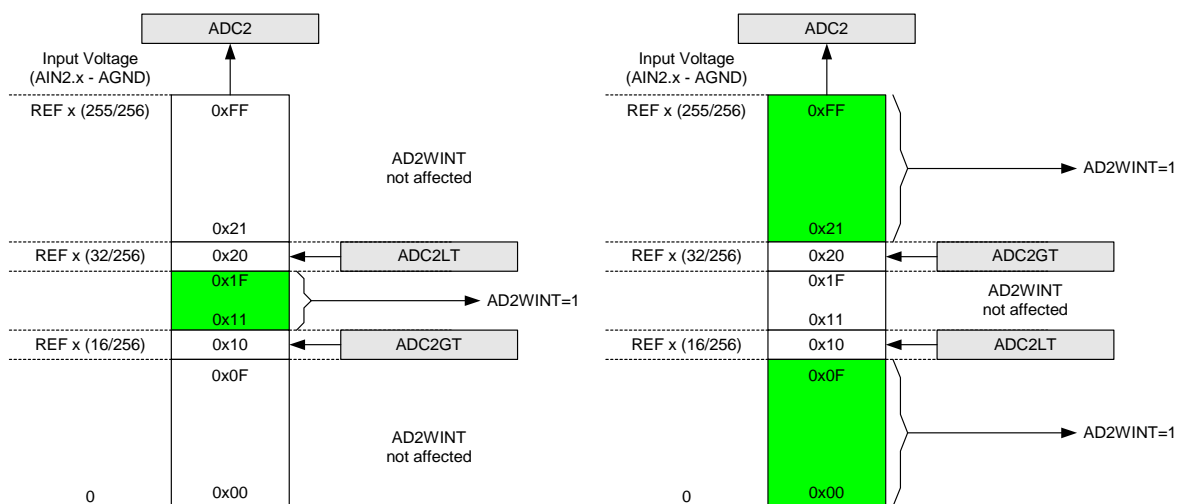 ADC2
Input Voltage
(AIN2.x - AGND)
REF x (255/256)
0xFF
AD2WINT
not affected
0x21
REF x (32/256)
0x20
ADC2LT
0x1F
AD2WINT=1
0x11
REF x (16/256)
0x10
ADC2GT
0x0F
AD2WINT
not affected
0
0x00
ADC2
Input Voltage
(AIN2.x - AGND)
REF x (255/256)
0xFF
AD2WINT=1
0x21
REF x (32/256)
0x20
ADC2GT
0x1F
AD2WINT
not affected
0x11
REF x (16/256)
0x10
ADC2LT
0x0F
AD2WINT=1
0
0x00